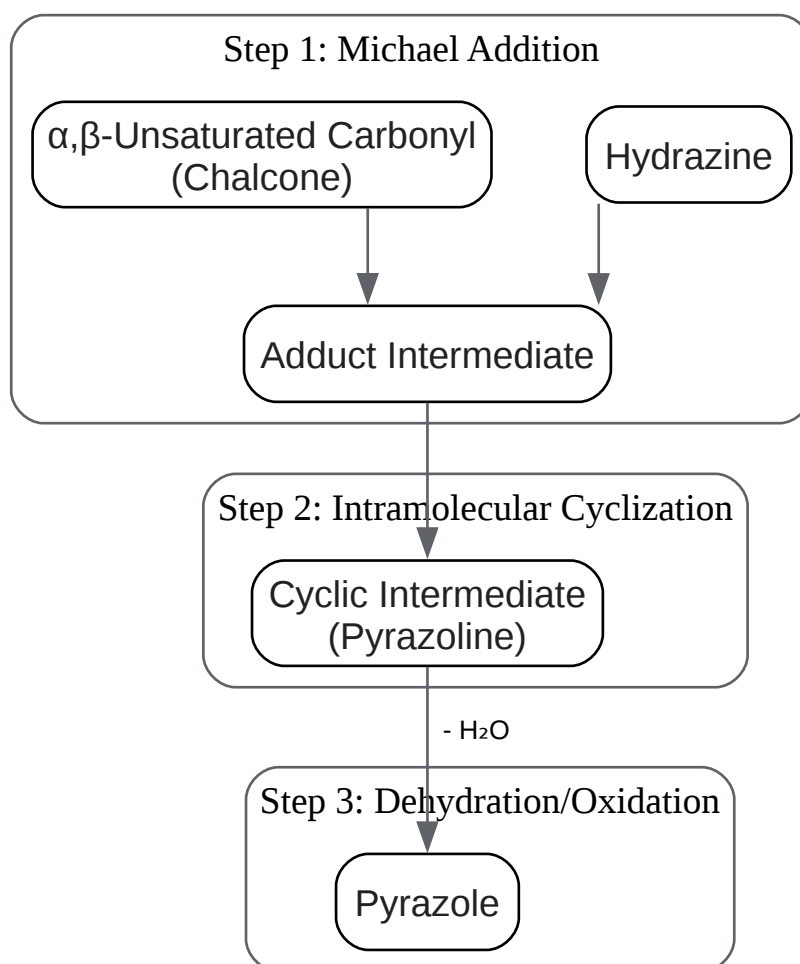 Step 1: Michael Addition
α,β-Unsaturated Carbonyl
(Chalcone)
Hydrazine
Adduct Intermediate
Step 2: Intramolecular Cyclization
Cyclic Intermediate
(Pyrazoline)
- H₂O
Step 3: Dehydration/Oxidation
Pyrazole